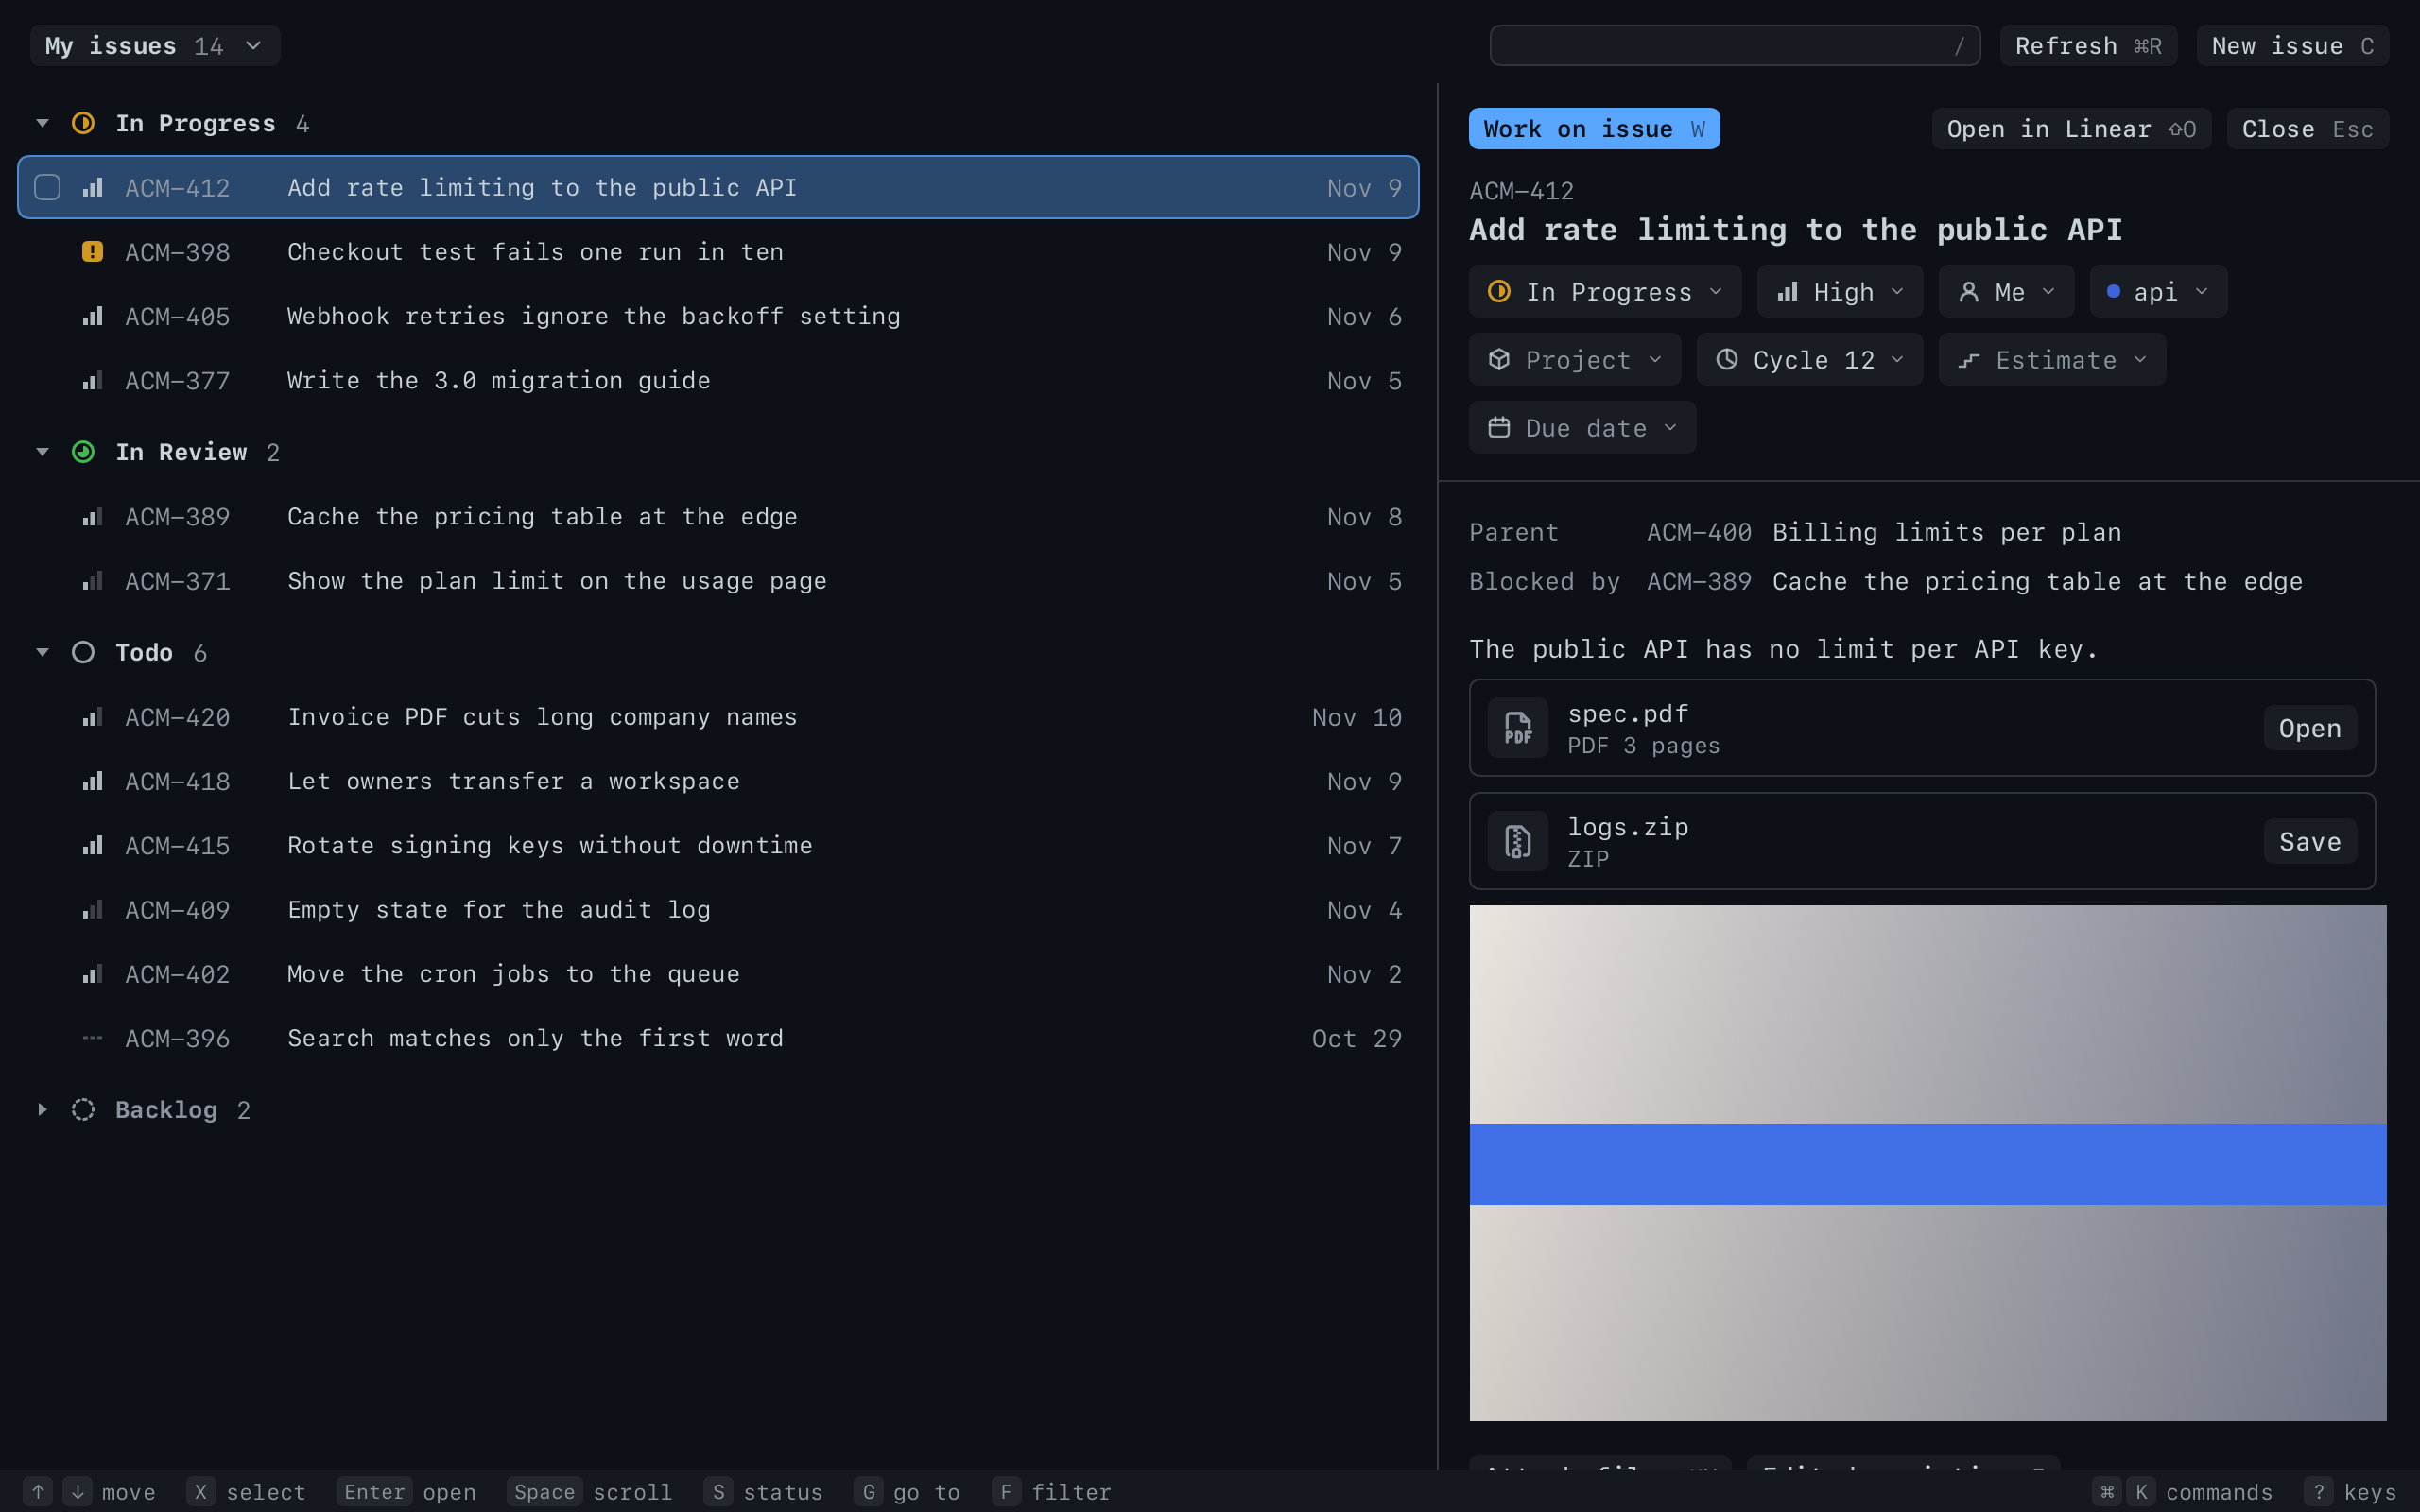 My issues 14
/
Refresh ⌘R
New issue C
In Progress 4
ACM-412 Add rate limiting to the public API Nov 9
ACM-398 Checkout test fails one run in ten Nov 9
ACM-405 Webhook retries ignore the backoff setting Nov 6
ACM-377 Write the 3.0 migration guide Nov 5
In Review 2
ACM-389 Cache the pricing table at the edge Nov 8
ACM-371 Show the plan limit on the usage page Nov 5
Todo 6
ACM-420 Invoice PDF cuts long company names Nov 10
ACM-418 Let owners transfer a workspace Nov 9
ACM-415 Rotate signing keys without downtime Nov 7
ACM-409 Empty state for the audit log Nov 4
ACM-402 Move the cron jobs to the queue Nov 2
ACM-396 Search matches only the first word Oct 29
Backlog 2
Work on issue W
Open in Linear ⇧O
Close Esc
ACM-412
Add rate limiting to the public API
In Progress High Me api
Project Cycle 12 Estimate
Due date
Parent ACM-400 Billing limits per plan
Blocked by ACM-389 Cache the pricing table at the edge
The public API has no limit per API key.
PDF
spec.pdf
PDF 3 pages
Open
logs.zip
ZIP
Save
↑ ↓ move X select Enter open Space scroll S status G go to F filter
⌘ K commands ? keys